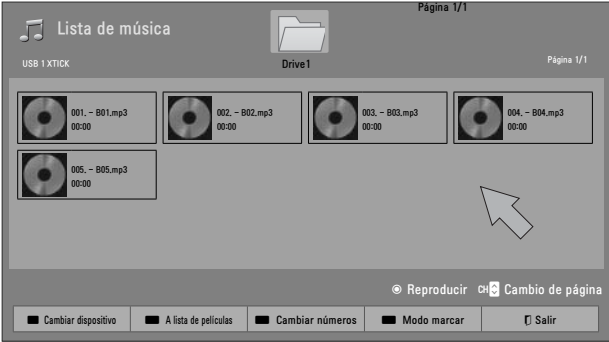 Página 1/1
Lista de música
USB 1 XTICK
Drive1
Página 1/1
001. - B01.mp3
00:00
002. - B02.mp3
00:00
003. - B03.mp3
00:00
004. - B04.mp3
00:00
005. - B05.mp3
00:00
Reproducir CH Cambio de página
Cambiar dispositivo A lista de películas Cambiar números Modo marcar Salir